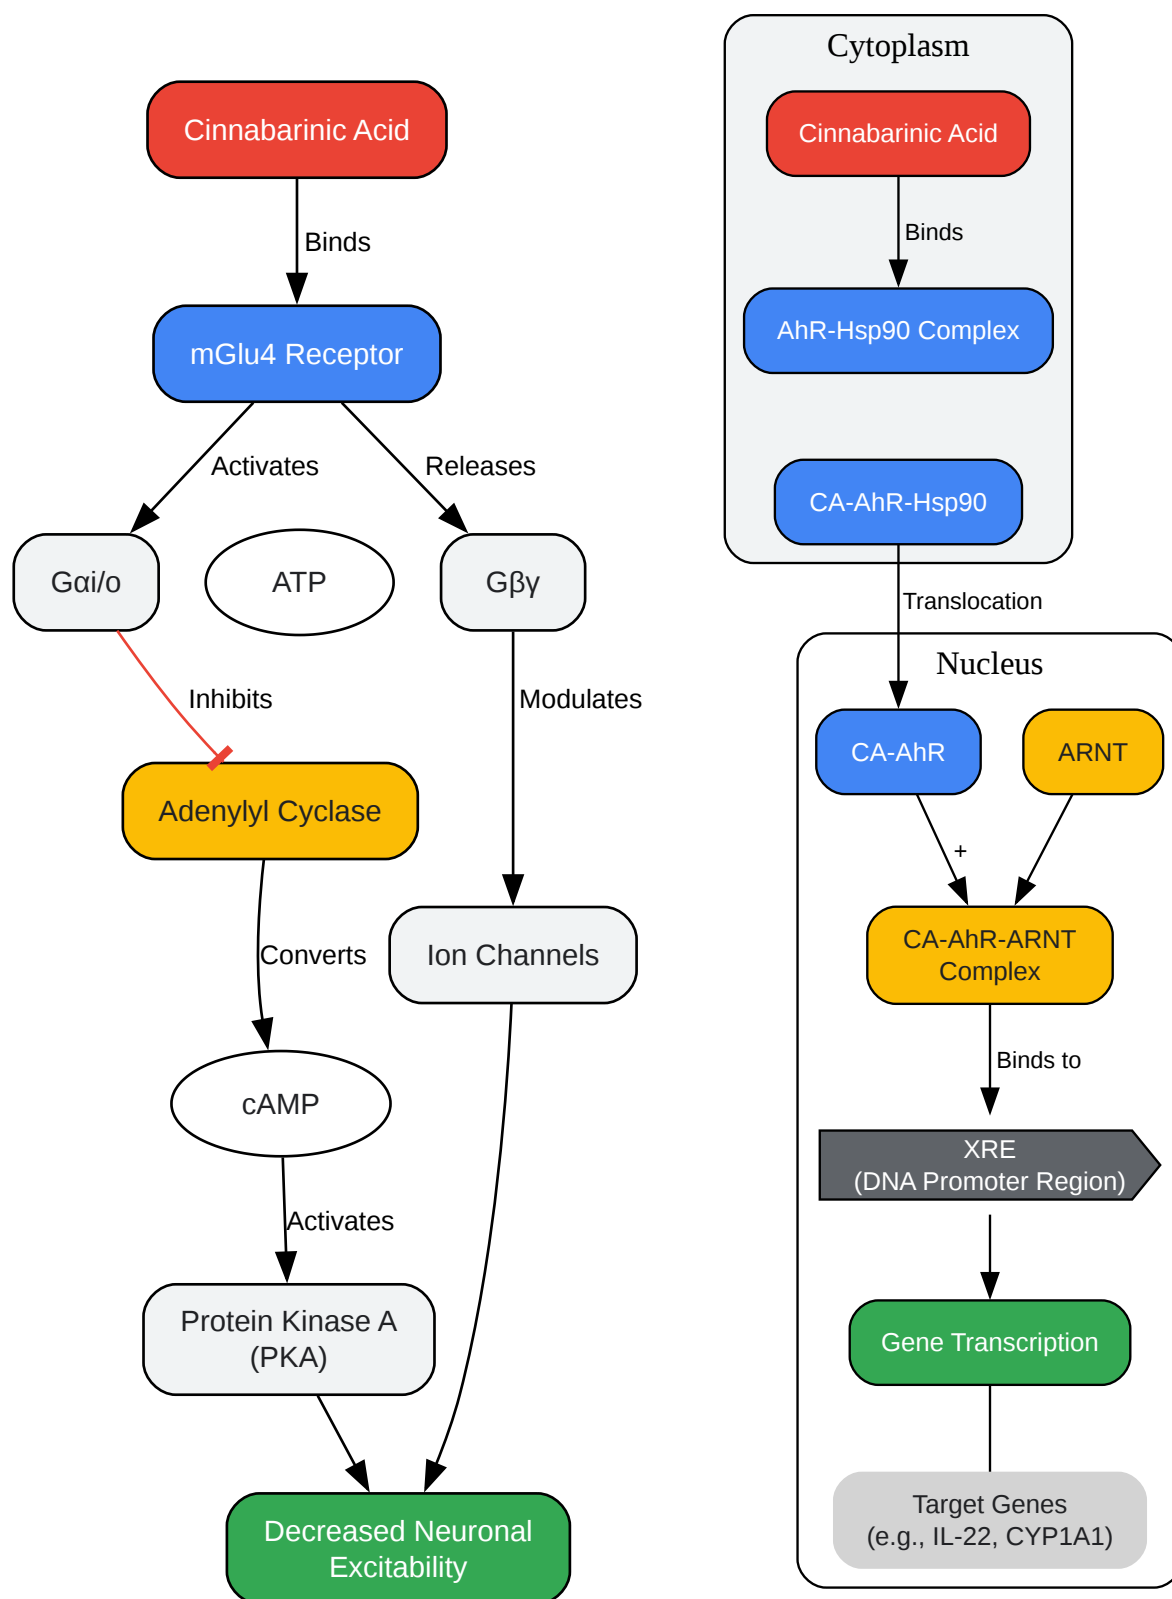 Cinnabarinic Acid
Binds
mGlu4 Receptor
Activates
Releases
Gαi/o
ATP
Gβγ
Inhibits
Modulates
Adenylyl Cyclase
Converts
Ion Channels
cAMP
Activates
Protein Kinase A
(PKA)
Decreased Neuronal
Excitability
Cytoplasm
Cinnabarinic Acid
Binds
AhR-Hsp90 Complex
CA-AhR-Hsp90
Translocation
Nucleus
CA-AhR
ARNT
+
CA-AhR-ARNT
Complex
Binds to
XRE
(DNA Promoter Region)
Gene Transcription
Target Genes
(e.g., IL-22, CYP1A1)